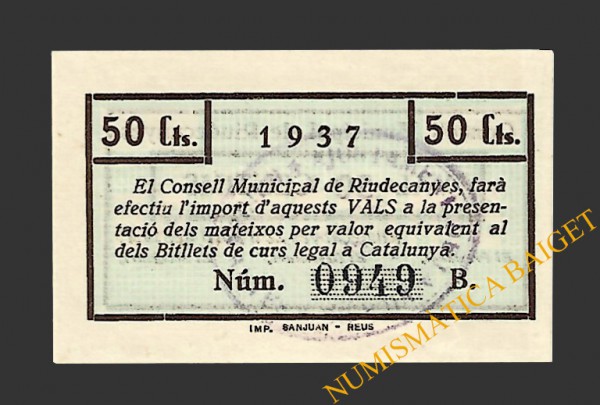 50 Cts. 1937 50 Cts.
El Consell Municipal de Riudecanyes, farà
efectiu l'import d'aquests VALS a la presen-
tació dels mateixos per valor equivalent al
dels Bitllets de curs legal a Catalunya.
Núm. 0949 B.
IMP. SANJUAN - REUS
NUMISMÀTICA BAIGET